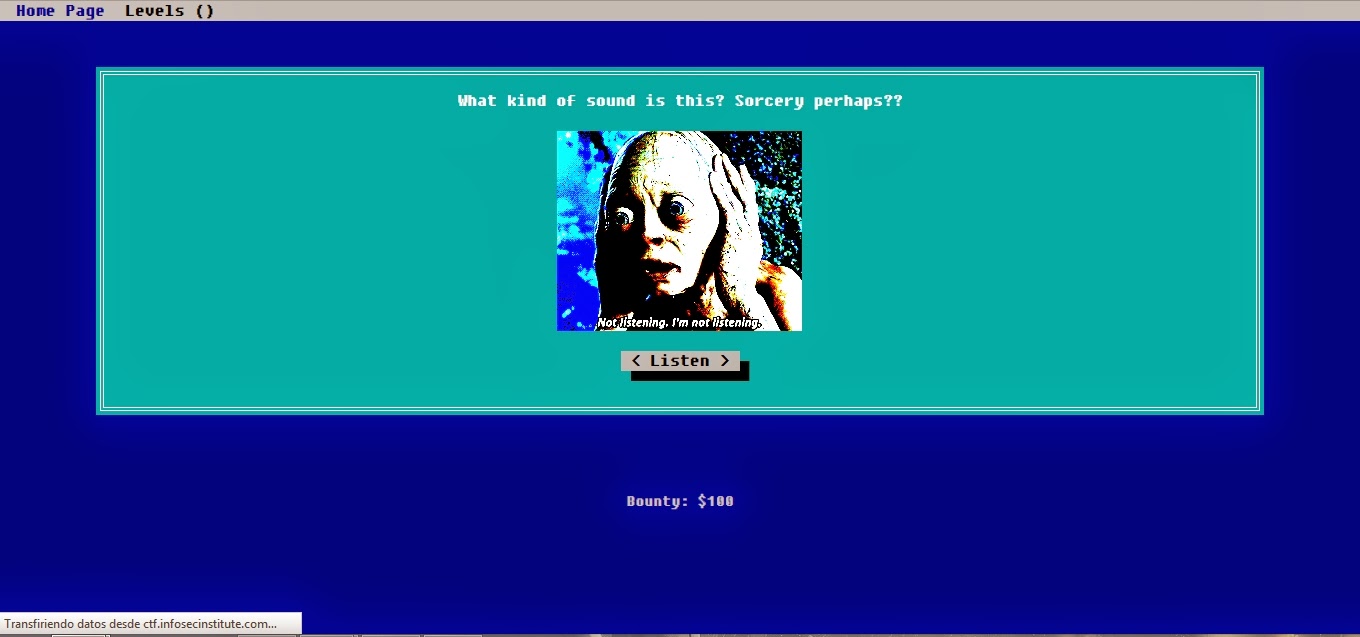 Home Page Levels ()
What kind of sound is this? Sorcery perhaps??
Not listening. I'm not listening.
< Listen >
Bounty: $100
Transfiriendo datos desde ctf.infosecinstitute.com...